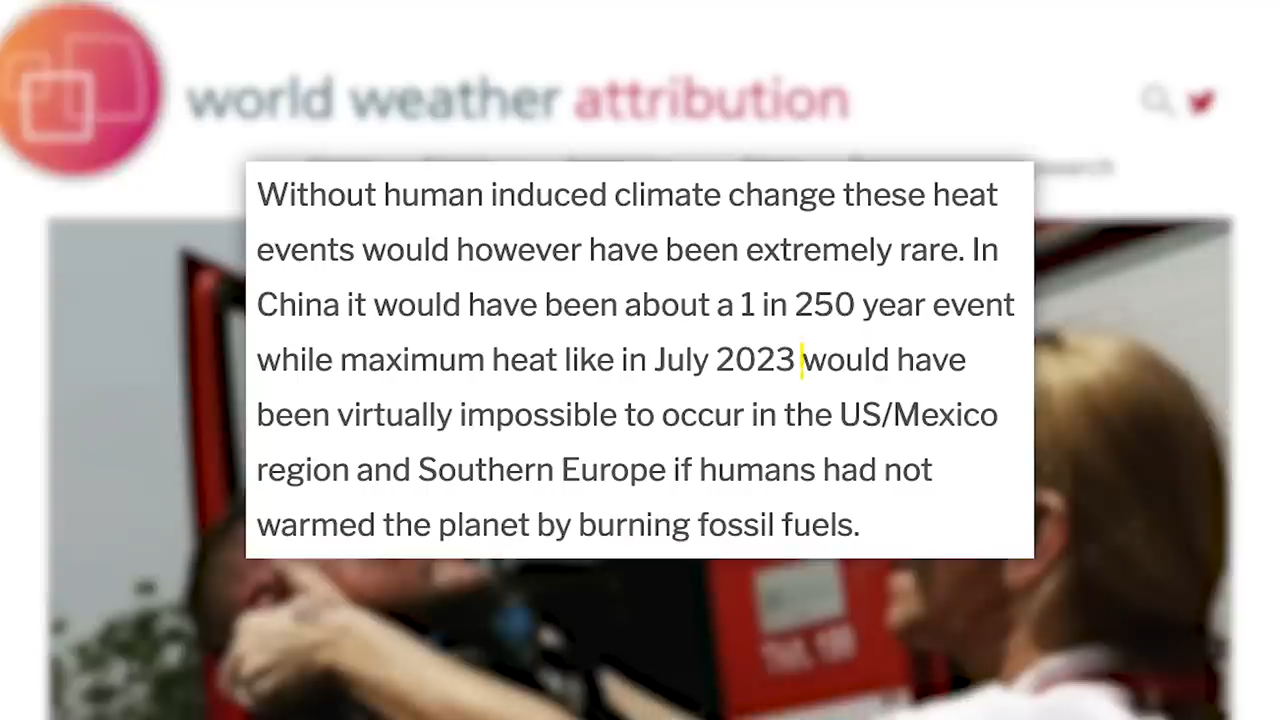 world weather attribution
Without human induced climate change these heat
events would however have been extremely rare. In
China it would have been about a 1 in 250 year event
while maximum heat like in July 2023 would have
been virtually impossible to occur in the US/Mexico
region and Southern Europe if humans had not
warmed the planet by burning fossil fuels.